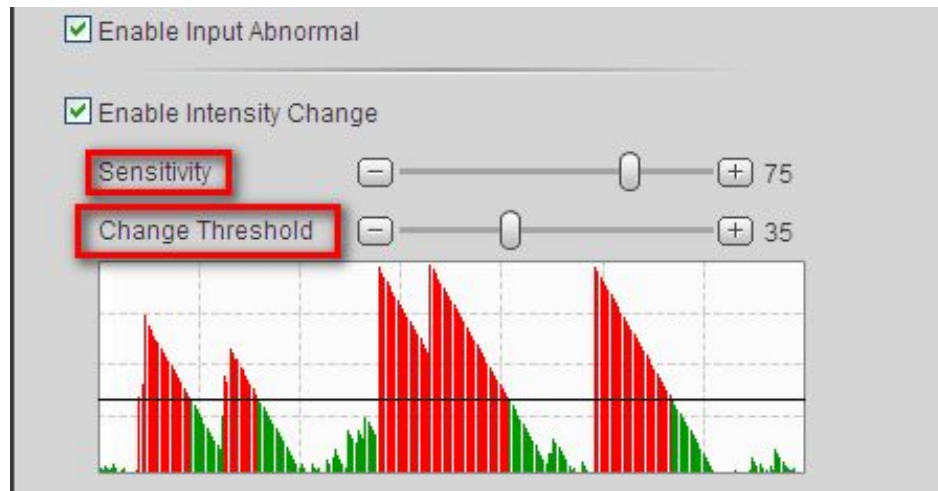 Enable Input Abnormal
Enable Intensity Change
Sensitivity - + 75
Change Threshold - + 35